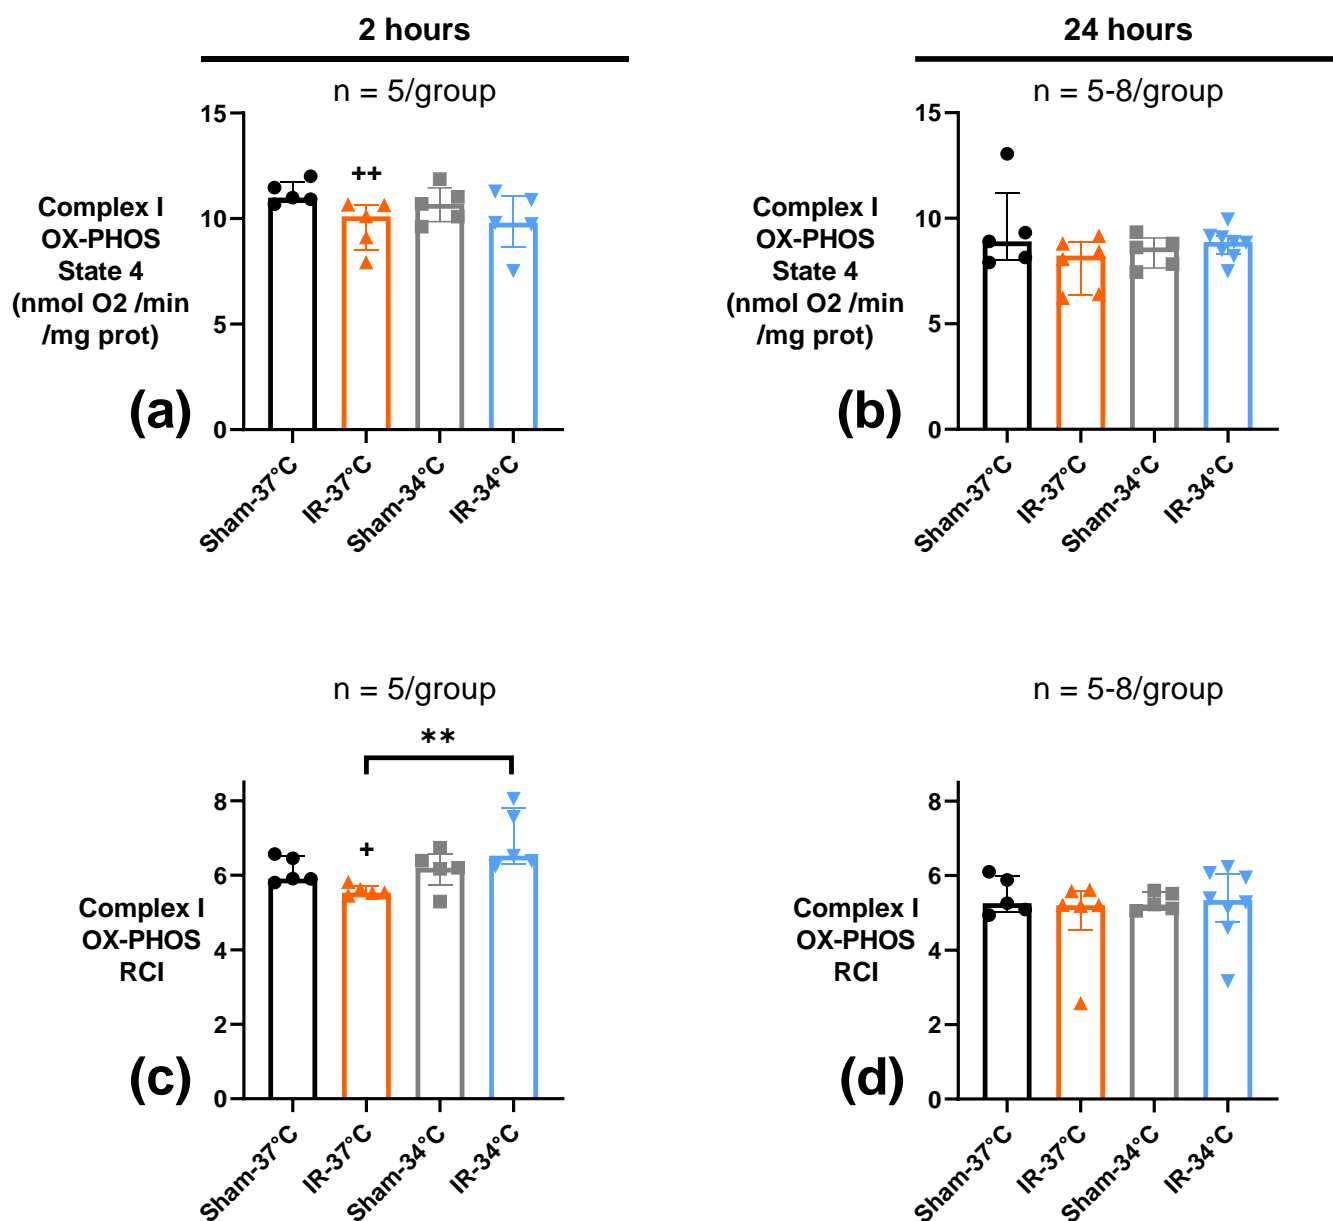 2 hours
24 hours
n = 5/group
n = 5-8/group
Complex I
OX-PHOS
State 4
(nmol O2 /min
/mg prot)
15
10
5
0
++
(a)
Sham-37°C
IR-37°C
Sham-34°C
IR-34°C
Complex I
OX-PHOS
State 4
(nmol O2 /min
/mg prot)
15
10
5
0
(b)
Sham-37°C
IR-37°C
Sham-34°C
IR-34°C
n = 5/group
**
Complex I
OX-PHOS
RCI
8
6
4
2
0
+
(c)
Sham-37°C
IR-37°C
Sham-34°C
IR-34°C
n = 5-8/group
Complex I
OX-PHOS
RCI
8
6
4
2
0
(d)
Sham-37°C
IR-37°C
Sham-34°C
IR-34°C